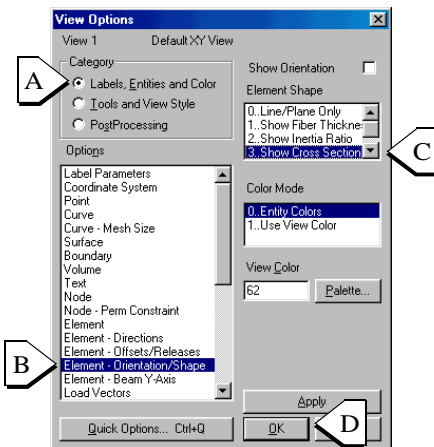 View Options
View 1 Default XY View
Category
A
Labels, Entities and Color
Tools and View Style
PostProcessing
Options
Label Parameters
Coordinate System
Point
Curve
Curve - Mesh Size
Surface
Boundary
Volume
Text
Node
Node - Perm Constraint
Element
Element - Directions
Element - Offsets/Releases
B
Element - Orientation/Shape
Element - Beam Y-Axis
Load Vectors
Quick Options... Ctrl+Q
Show Orientation
Element Shape
0..Line/Plane Only
1..Show Fiber Thickne
2..Show Inertia Ratio
3..Show Cross Section
C
Color Mode
0..Entity Colors
1..Use View Color
View Color
62 Palette...
Apply
OK
D